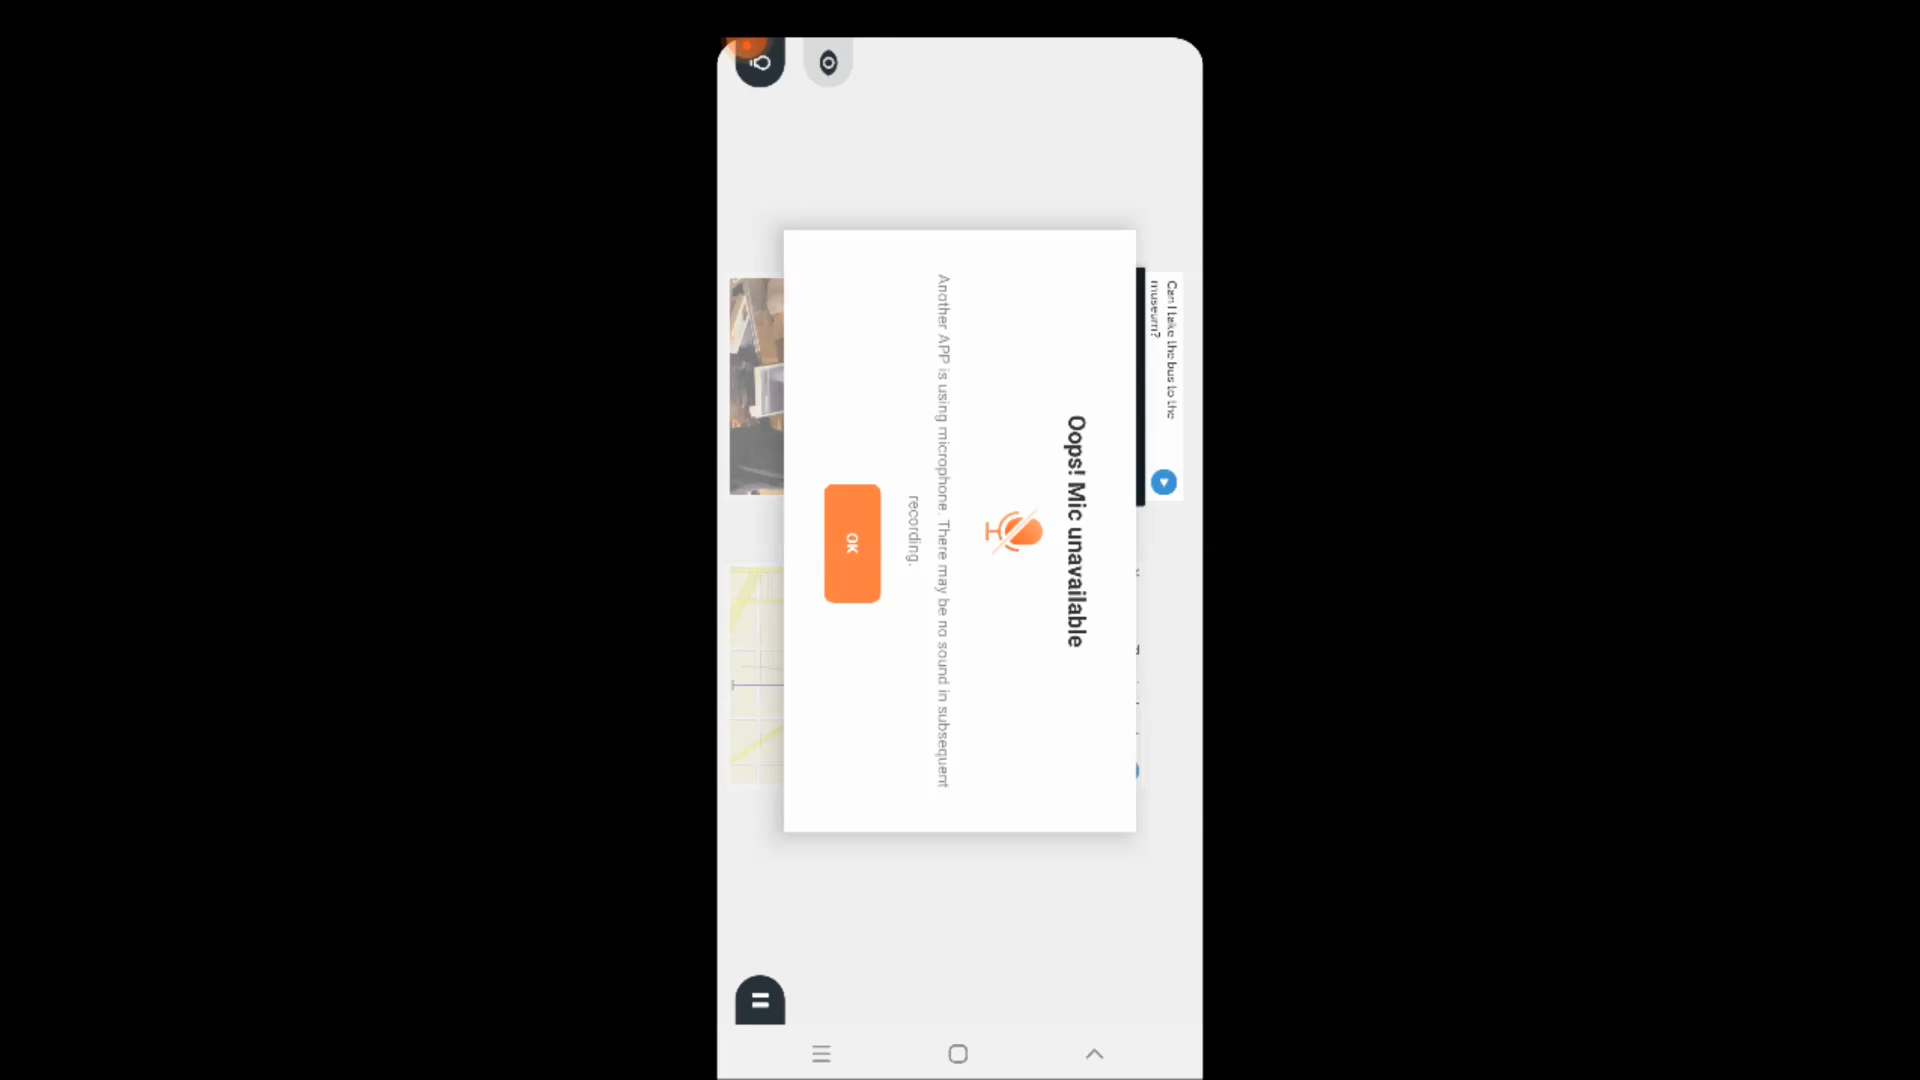 Can I take the bus to the
museum?
Oops! Mic unavailable
Another APP is using microphone. There may be no sound in subsequent
recording.
OK